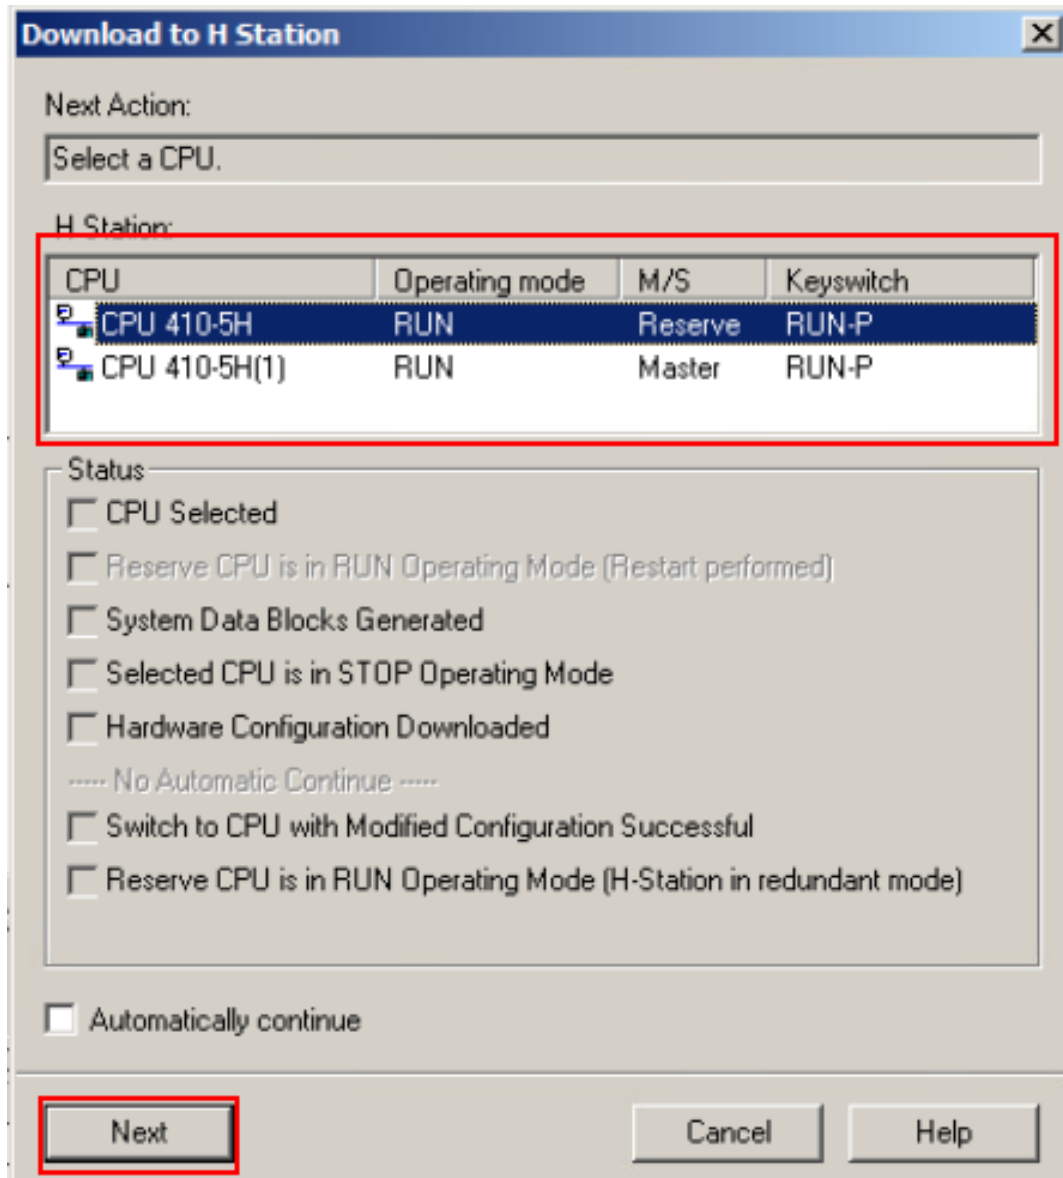 Download to H Station
Next Action:
Select a CPU.
H Station:
CPU Operating mode M/S Keyswitch
CPU 410-5H RUN Reserve RUN-P
CPU 410-5H(1) RUN Master RUN-P
Status
CPU Selected
Reserve CPU is in RUN Operating Mode (Restart performed)
System Data Blocks Generated
Selected CPU is in STOP Operating Mode
Hardware Configuration Downloaded
----- No Automatic Continue -----
Switch to CPU with Modified Configuration Successful
Reserve CPU is in RUN Operating Mode (H-Station in redundant mode)
Automatically continue
Next Cancel Help